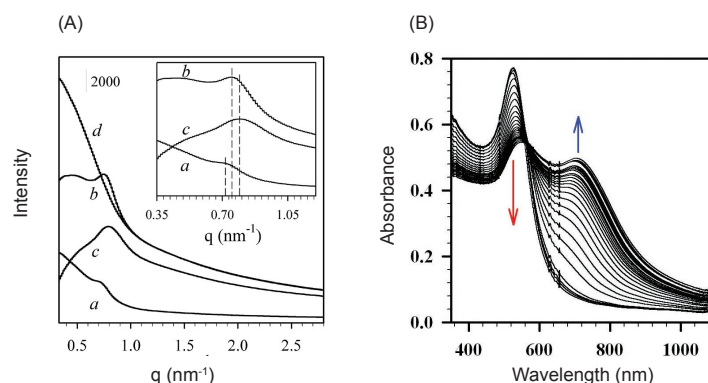 (A)
2000
b
c
a
0.35 0.70 1.05
q (nm⁻¹)
d
b
c
a
Intensity
0.5 1.0 1.5 2.0 2.5
q (nm⁻¹)
(B)
0.8
0.6
0.4
0.2
0.0
Absorbance
400 600 800 1000
Wavelength (nm)